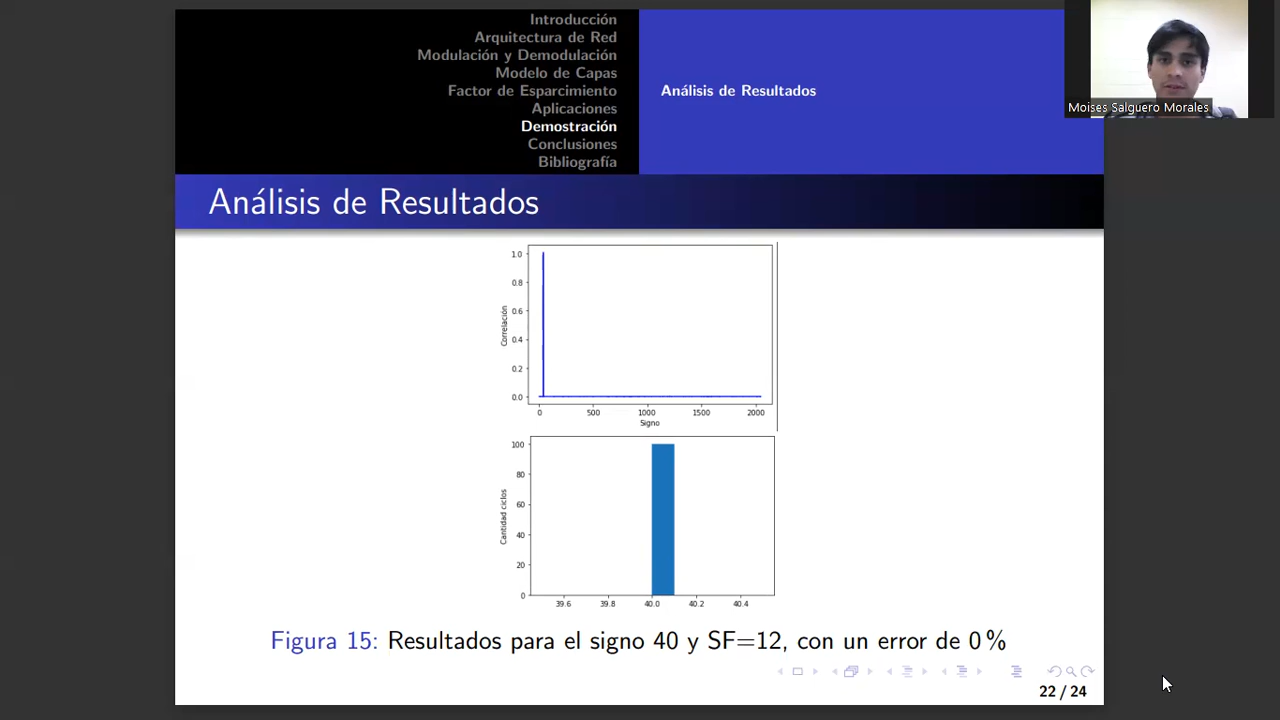 Introducción
Arquitectura de Red
Modulación y Demodulación
Modelo de Capas
Factor de Esparcimiento
Aplicaciones
Demostración
Conclusiones
Bibliografía
Análisis de Resultados
Moises Salguero Morales
Análisis de Resultados
1.0
0.8
0.6
0.4
0.2
0.0
Correlación
0 500 1000 1500 2000
Signo
100
80
60
40
20
0
Cantidad ciclos
39.6 39.8 40.0 40.2 40.4
Figura 15: Resultados para el signo 40 y SF=12, con un error de 0 %
22 / 24